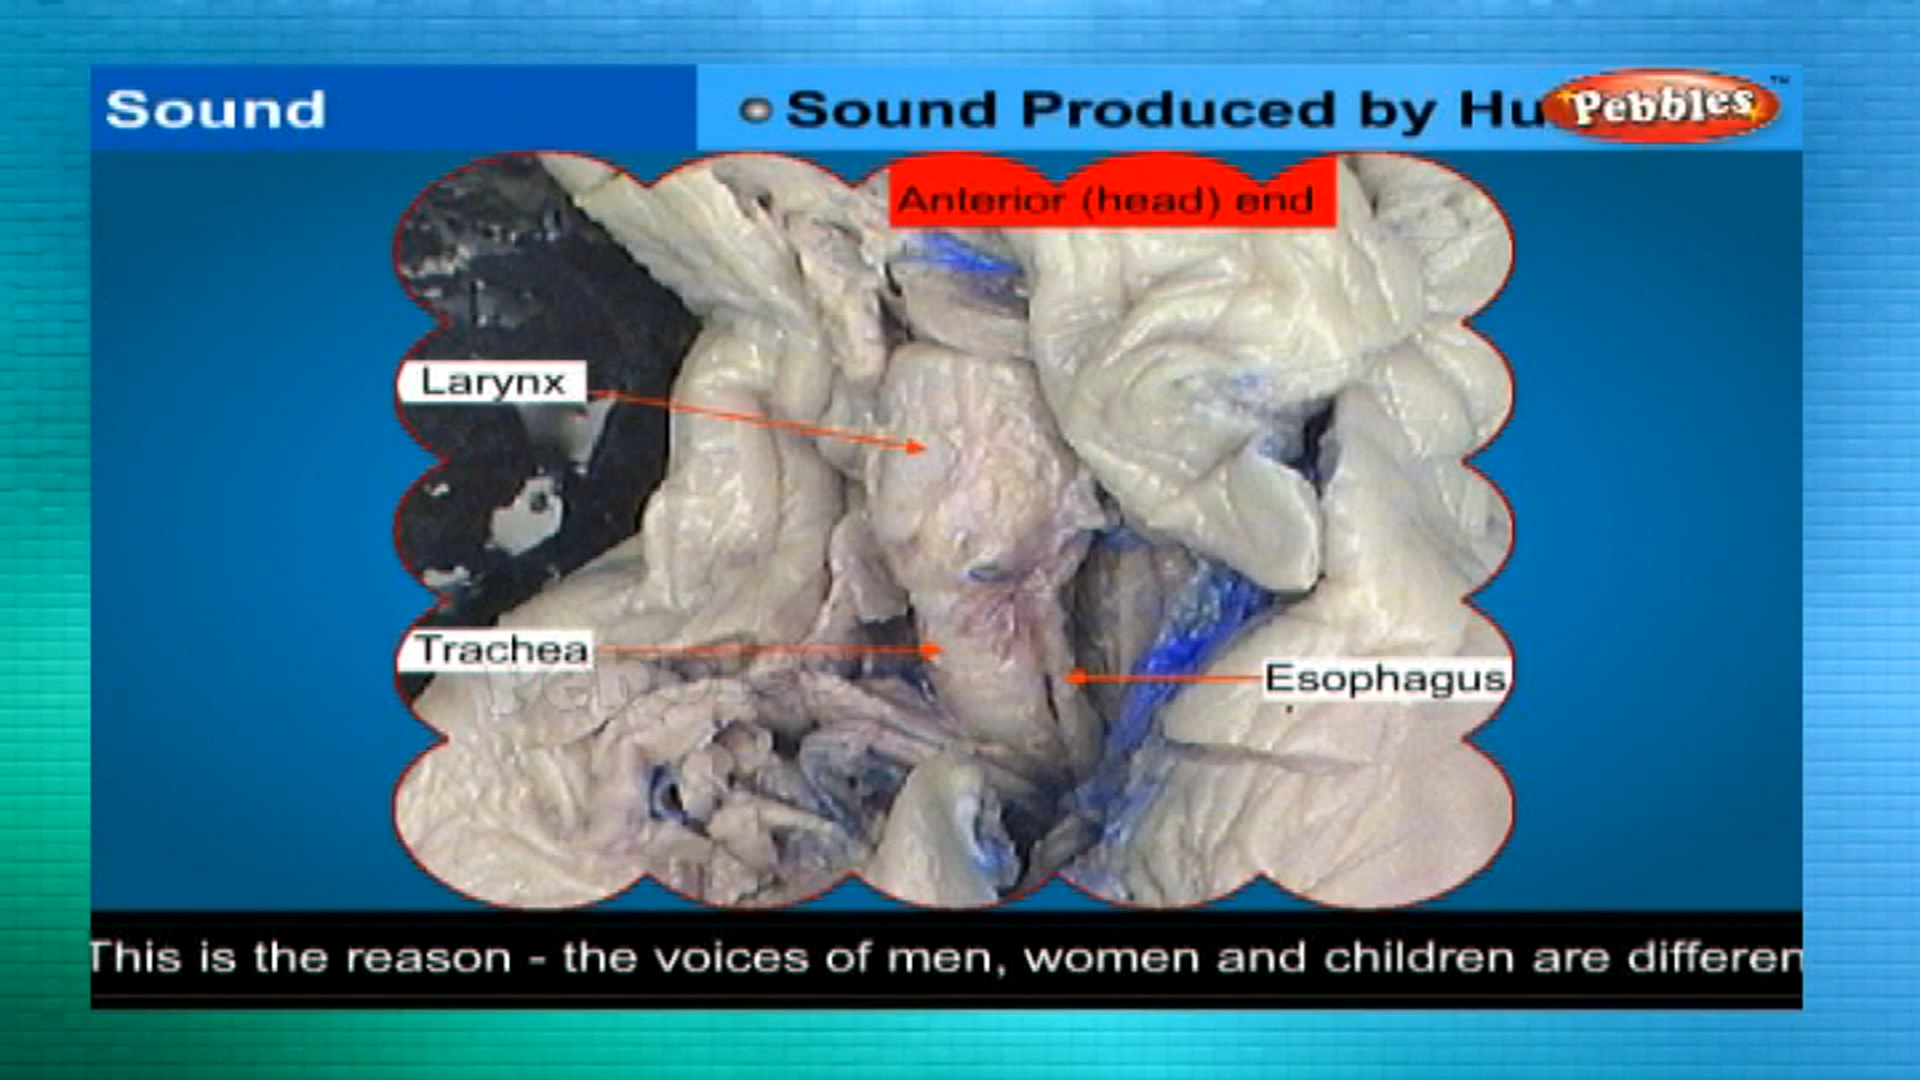 Sound
Sound Produced by Hu
Pebbles™
Anterior (head) end
Larynx
Trachea
Esophagus
This is the reason - the voices of men, women and children are differen